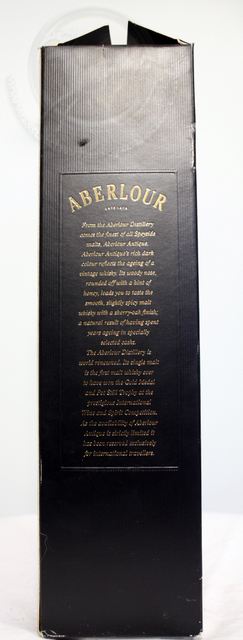 ABERLOUR
From the Aberlour Distillery
comes the finest of all Speyside
malts, Aberlour Antique.
Aberlour Antique's rich dark
colour reflects the ageing of a
vintage whisky. Its woody nose,
rounded off with a hint of
honey, leads you to taste the
smooth, slightly spicy malt
whisky with a sherry-oak finish;
a natural result of having spent
years ageing in specially
selected casks.
The Aberlour Distillery is
world renowned. Its single malt
is the first malt whisky ever
to have won the Gold Medal
and Pot Still Trophy at the
prestigious International
Wine and Spirit Competition.
As the availability of Aberlour
Antique is strictly limited it
has been reserved exclusively
for international travellers.